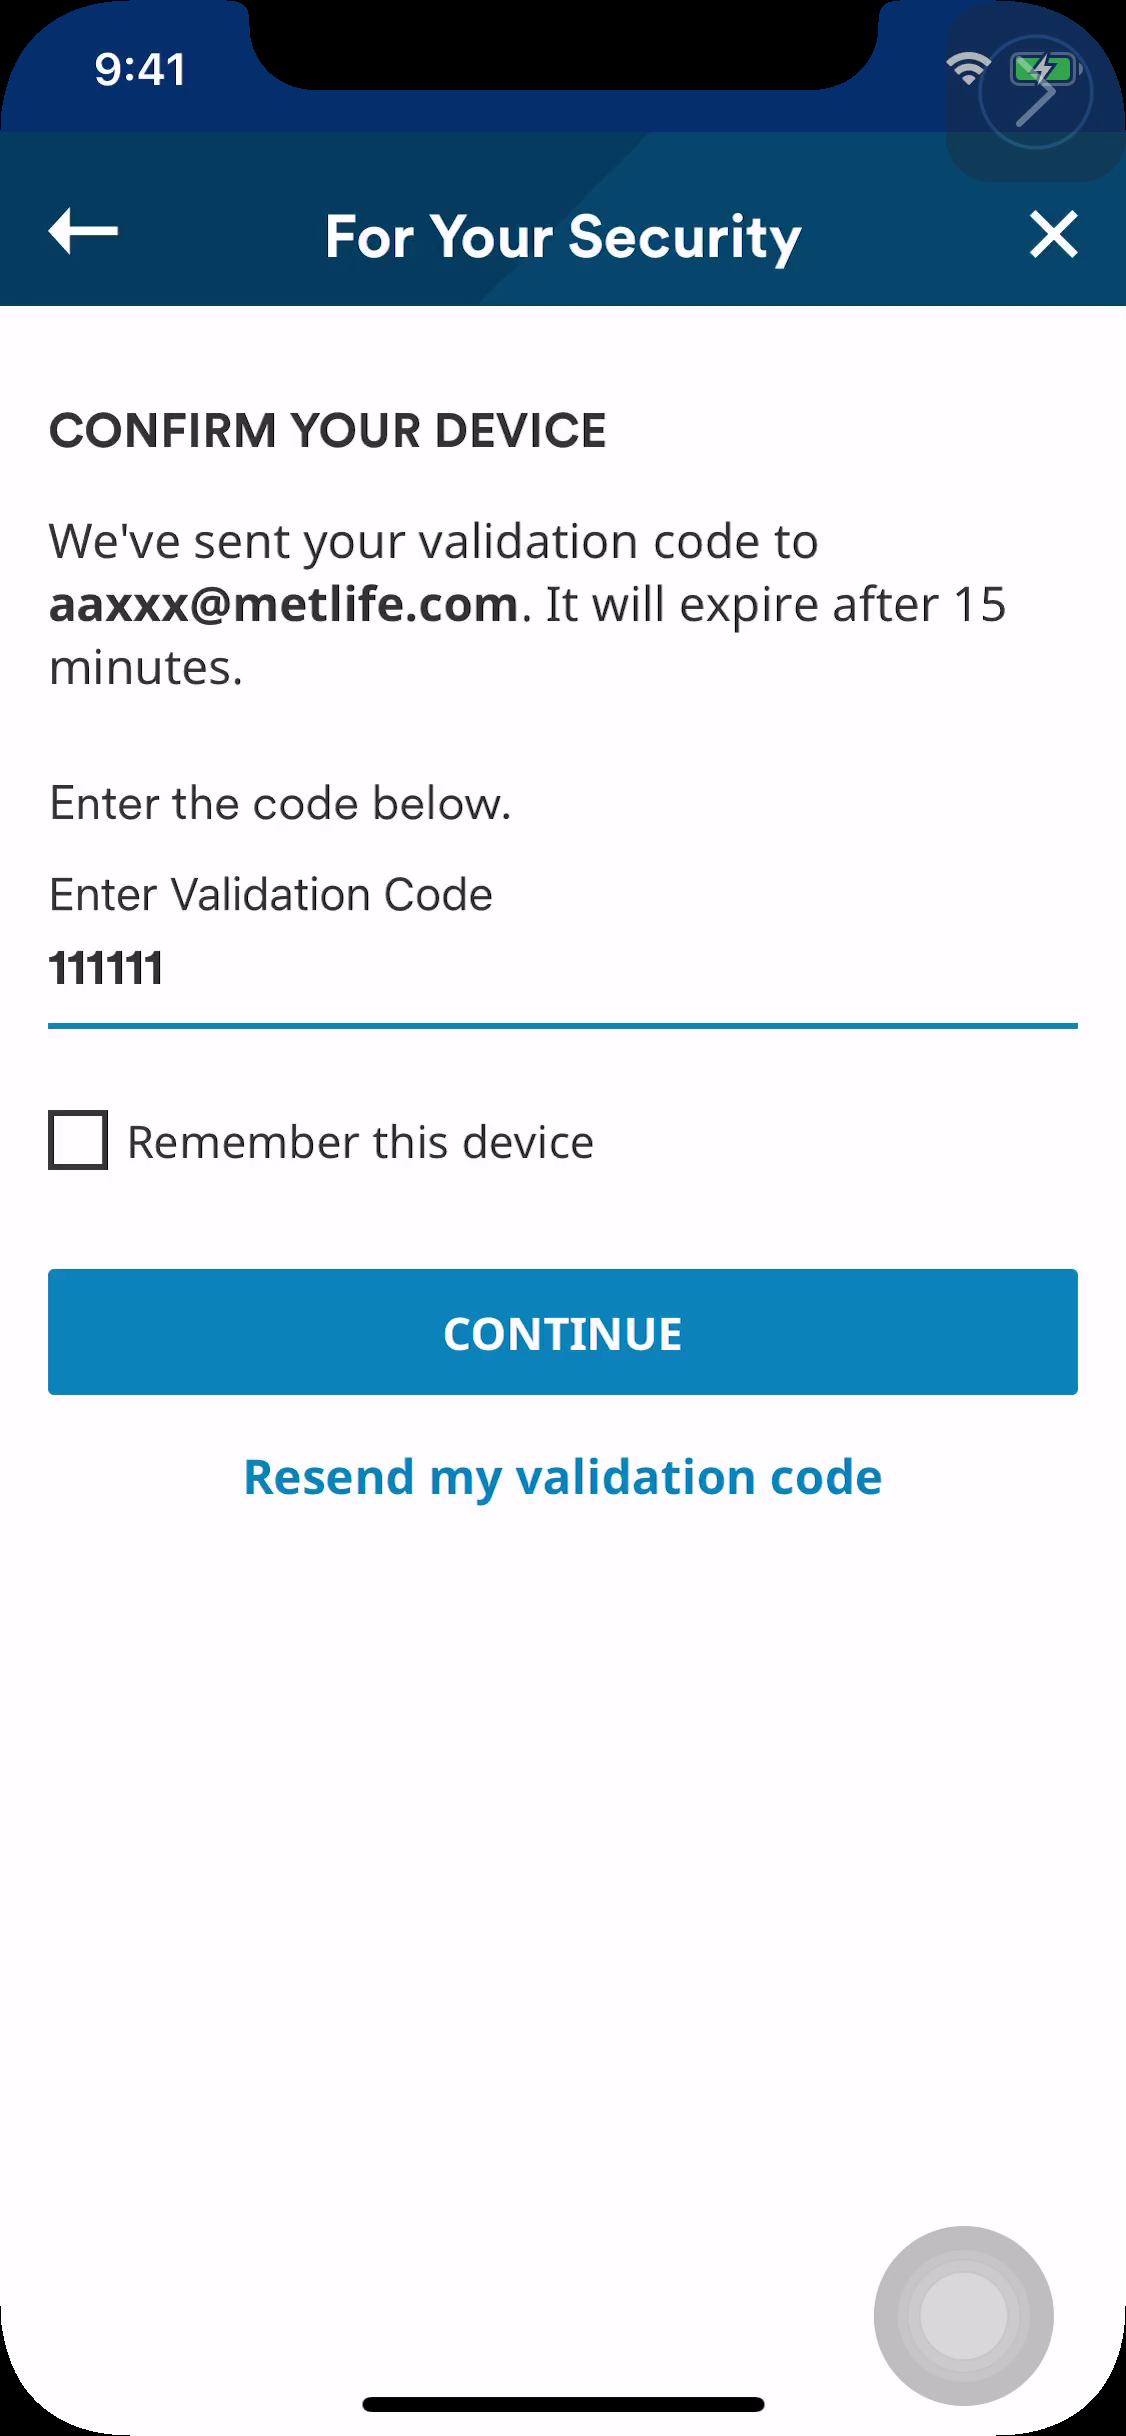 9:41
For Your Security
CONFIRM YOUR DEVICE
We've sent your validation code to
aaxxx@metlife.com. It will expire after 15
minutes.
Enter the code below.
Enter Validation Code
111111
Remember this device
CONTINUE
Resend my validation code